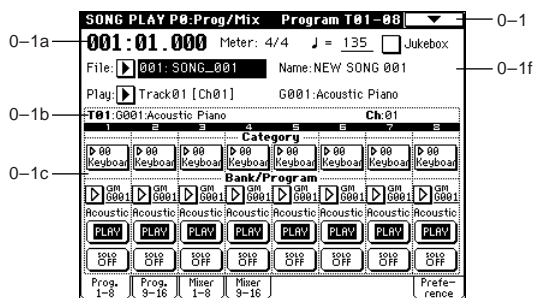 SONG PLAY P0:Prog/Mix Program T01-08
0–1
0–1a
001:01.000 Meter: 4/4 ♩ = 135 Jukebox
File: 001: SONG_001 Name:NEW SONG 001
0–1f
Play: Track01 [Ch01] G001:Acoustic Piano
0–1b
T01:G001:Acoustic Piano Ch:01
1 2 3 4 5 6 7 8
Category
00 00 00 00 00 00 00 00
Keyboar Keyboar Keyboar Keyboar Keyboar Keyboar Keyboar Keyboar
0–1c
Bank/Program
GM GM GM GM GM GM GM GM
G001 G001 G001 G001 G001 G001 G001 G001
Acoustic Acoustic Acoustic Acoustic Acoustic Acoustic Acoustic Acoustic
PLAY PLAY PLAY PLAY PLAY PLAY PLAY PLAY
SOLO SOLO SOLO SOLO SOLO SOLO SOLO SOLO
OFF OFF OFF OFF OFF OFF OFF OFF
Prog. Prog. Mixer Mixer Prefe-
1-8 9-16 1-8 9-16 rence